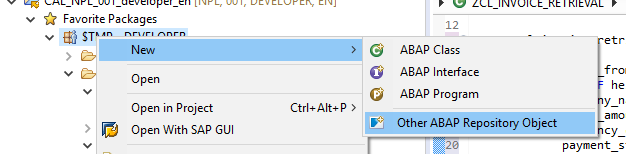 CAL_NPL_001_developer_en [NPL, 001, DEVELOPER, EN]
Favorite Packages
$TMP - DEVELOPER
New
Open
Open in Project Ctrl+Alt+P
Open With SAP GUI
ABAP Class
ABAP Interface
ABAP Program
Other ABAP Repository Object
ZCL_INVOICE_RETRIEVAL
12
20
payment_s